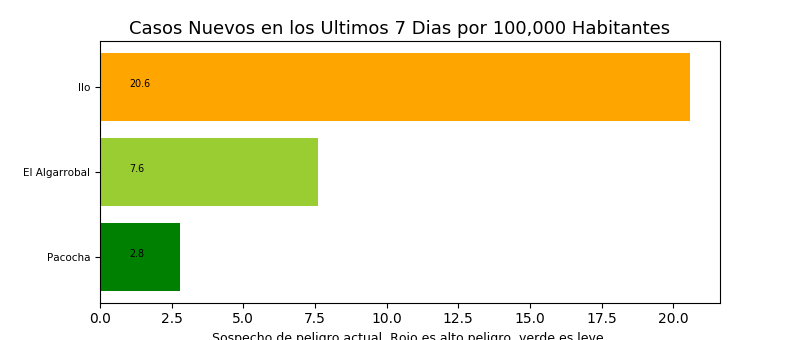 Casos Nuevos en los Ultimos 7 Dias por 100,000 Habitantes
Ilo
20.6
El Algarrobal
7.6
Pacocha
2.8
0.0 2.5 5.0 7.5 10.0 12.5 15.0 17.5 20.0
Sospecho de peligro actual. Rojo es alto peligro, verde es leve